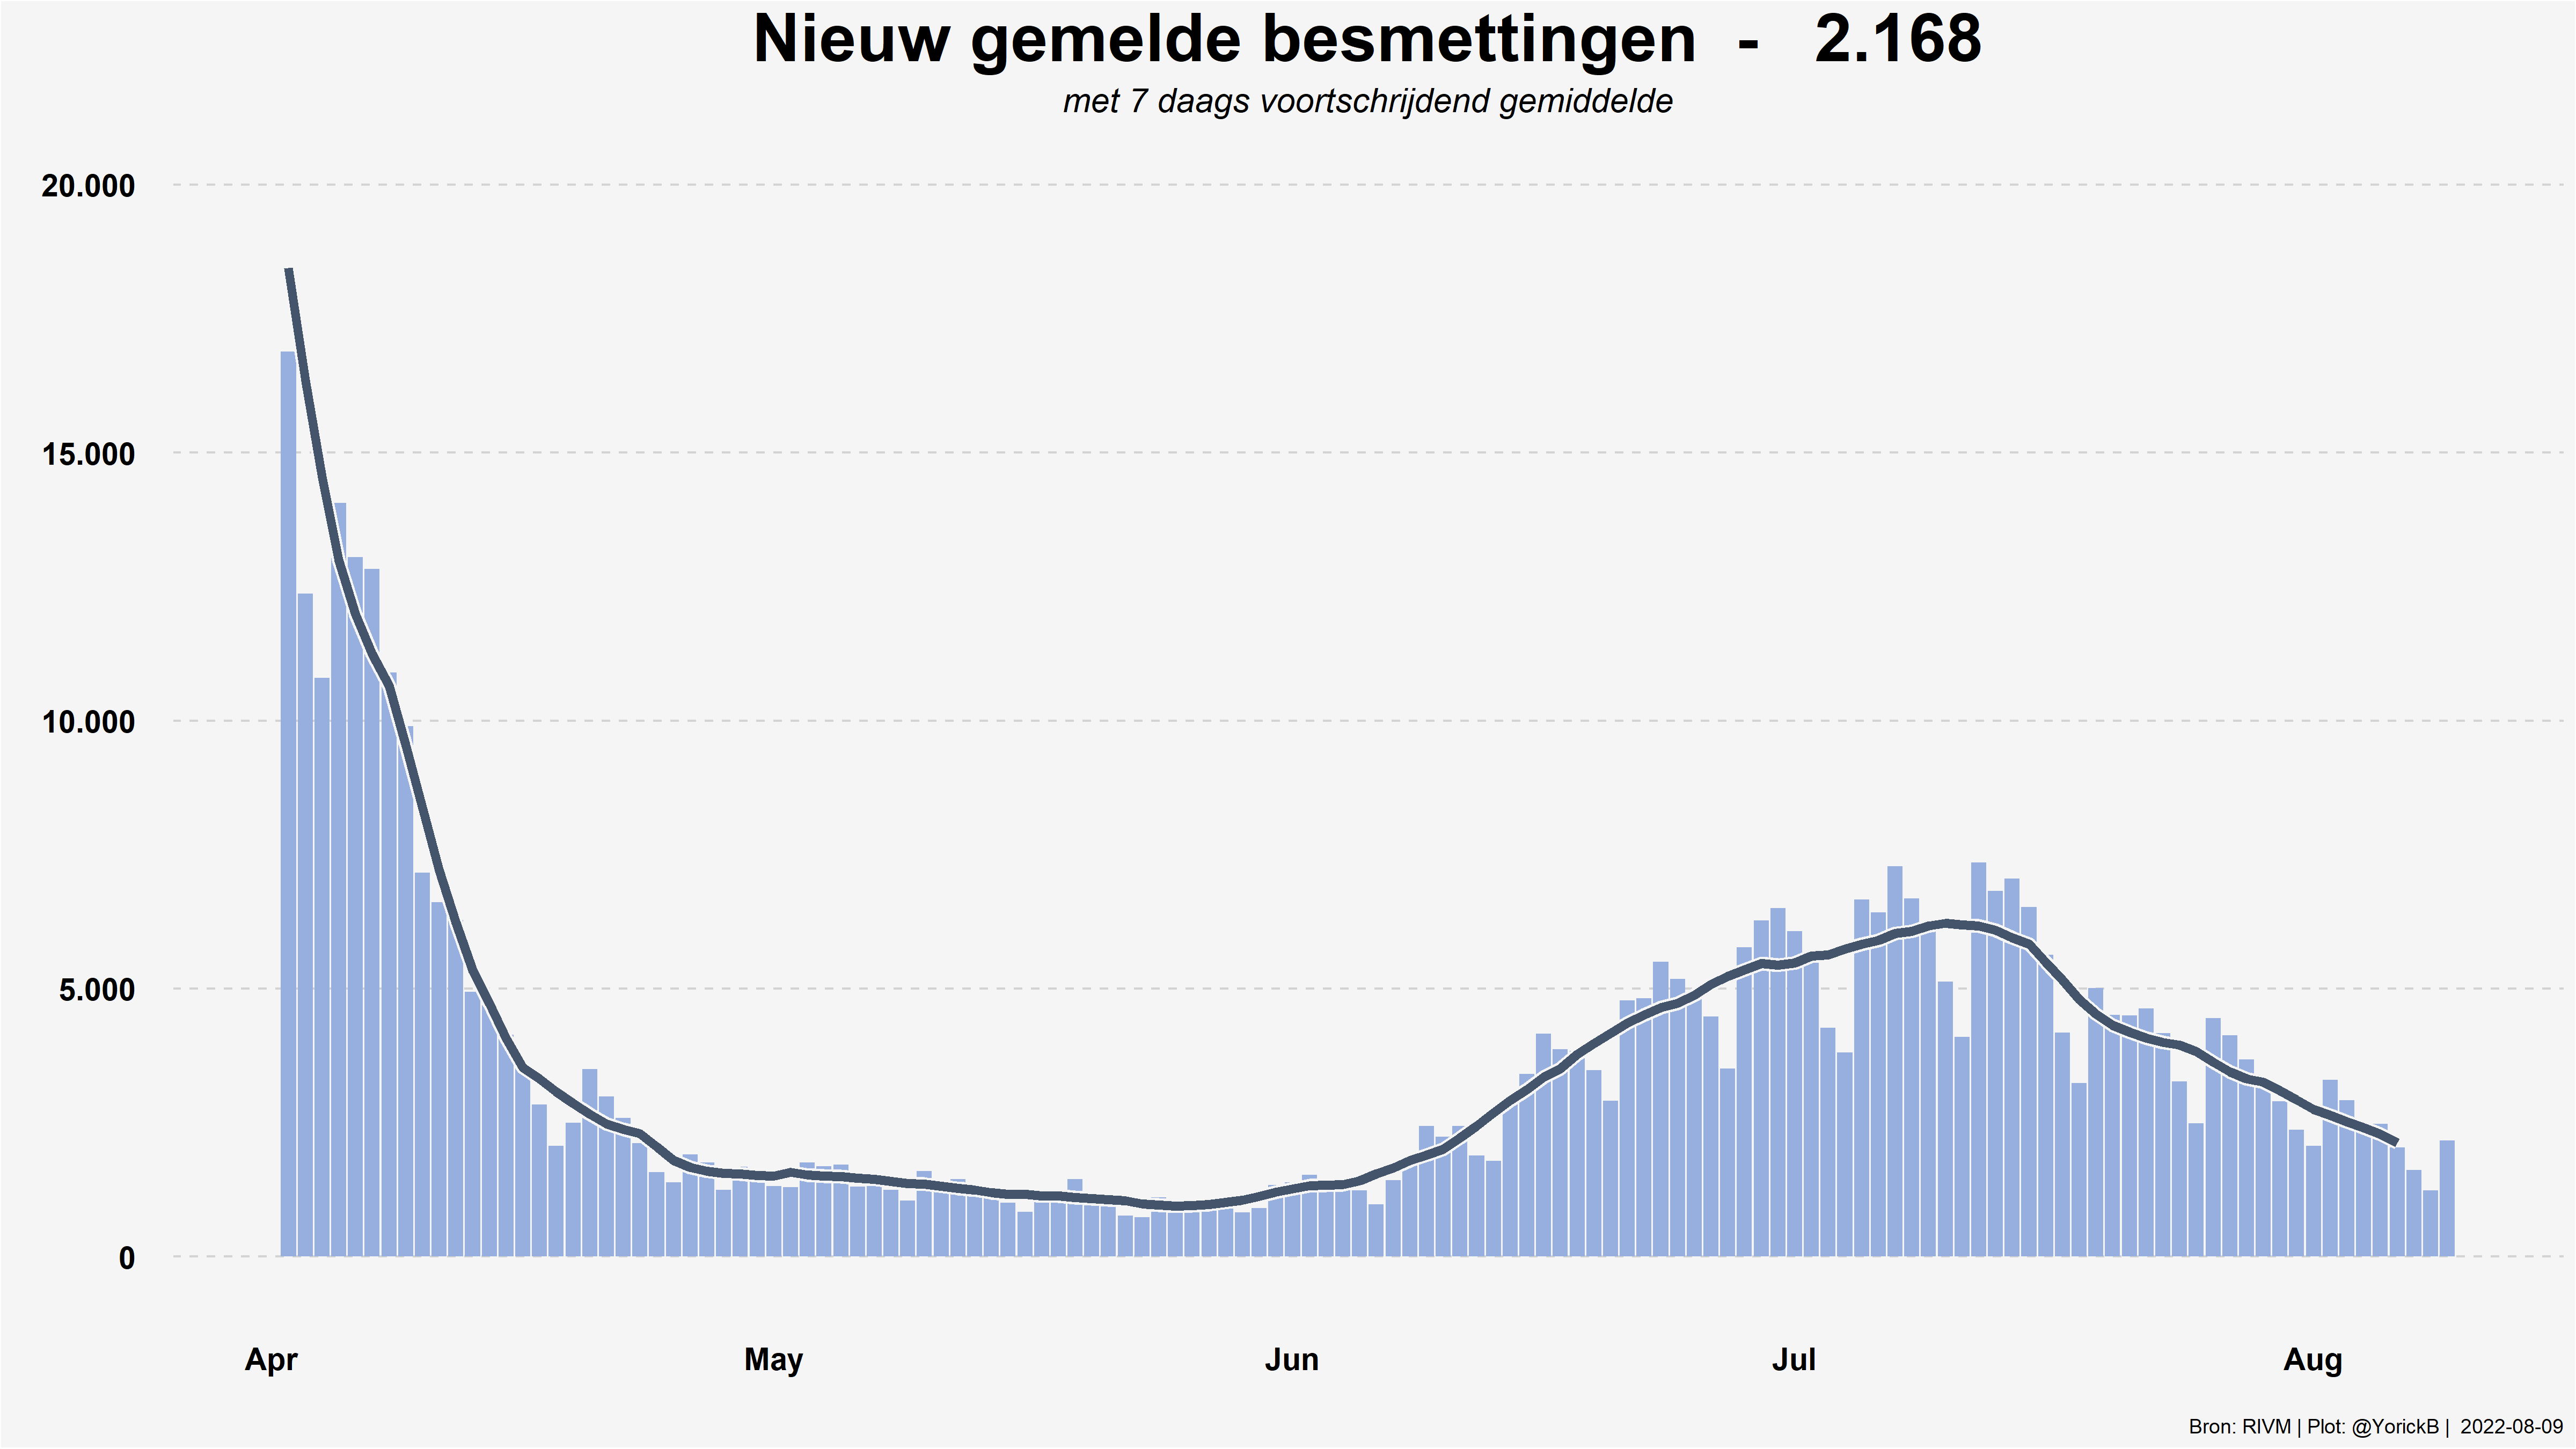 Nieuw gemelde besmettingen - 2.168
met 7 daags voortschrijdend gemiddelde
20.000
15.000
10.000
5.000
0
Apr May Jun Jul Aug
Bron: RIVM | Plot: @YorickB | 2022-08-09